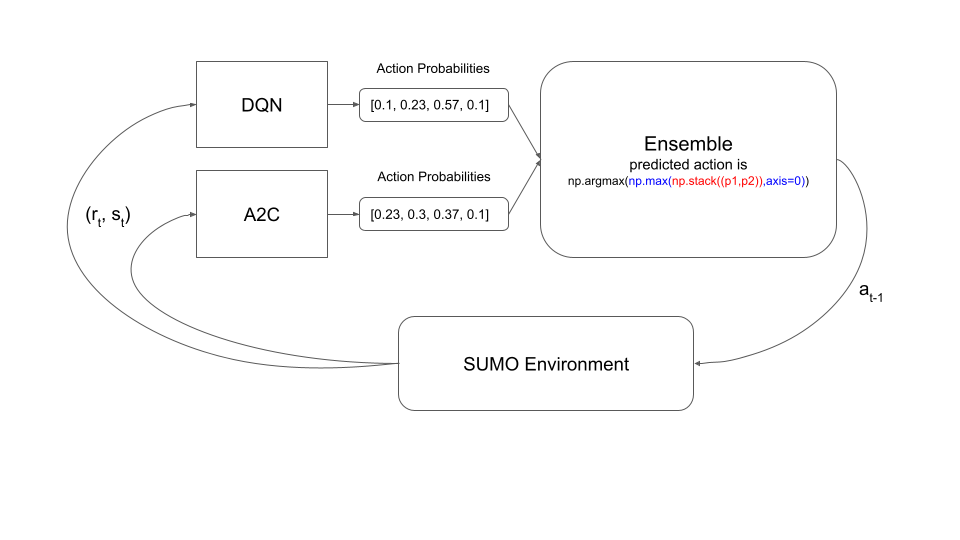 Action Probabilities
DQN
[0.1, 0.23, 0.57, 0.1]
Ensemble
predicted action is
np.argmax(np.max(np.stack((p1,p2)),axis=0))
Action Probabilities
A2C
[0.23, 0.3, 0.37, 0.1]
(rt, st)
at-1
SUMO Environment